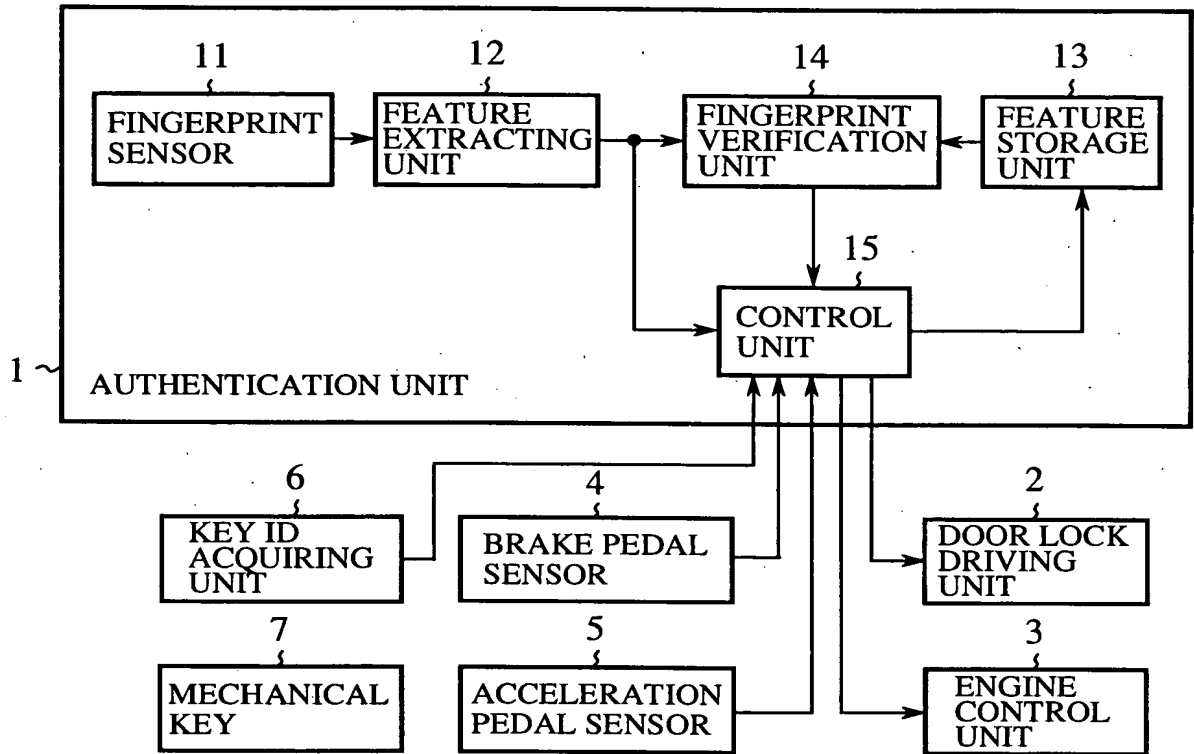 11
FINGERPRINT
SENSOR
12
FEATURE
EXTRACTING
UNIT
14
FINGERPRINT
VERIFICATION
UNIT
13
FEATURE
STORAGE
UNIT
15
CONTROL
UNIT
1
AUTHENTICATION UNIT
6
KEY ID
ACQUIRING
UNIT
4
BRAKE PEDAL
SENSOR
2
DOOR LOCK
DRIVING
UNIT
7
MECHANICAL
KEY
5
ACCELERATION
PEDAL SENSOR
3
ENGINE
CONTROL
UNIT